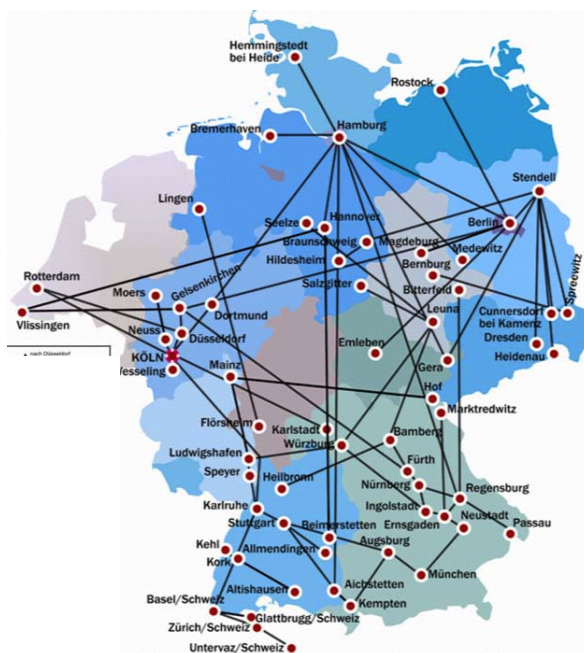 Hemmingstedt
bei Heide
Rostock
Bremerhaven
Hamburg
Stendell
Lingen
Seelze
Hannover
Berlin
Braunschweig
Magdeburg
Medewitz
Hildesheim
Bernburg
Spreewitz
Rotterdam
Moers
Gelsenkirchen
Salzgitter
Bitterfeld
Vlissingen
Dortmund
Leuna
Cunnersdorf
bei Kamenz
Neuss
Düsseldorf
Emleben
Dresden
▲ nach Düsseldorf
KÖLN
Mainz
Gera
Heidenau
Wesseling
Hof
Marktredwitz
Flörsheim
Karlstadt
Bamberg
Würzburg
Ludwigshafen
Fürth
Speyer
Heilbronn
Nürnberg
Regensburg
Karlsruhe
Ingolstadt
Neustadt
Stuttgart
Beimerstetten
Ernsgaden
Passau
Kehl
Allmendingen
Augsburg
Kork
München
Altishausen
Aichstetten
Basel/Schweiz
Kempten
Glattbrugg/Schweiz
Zürich/Schweiz
Untervaz/Schweiz